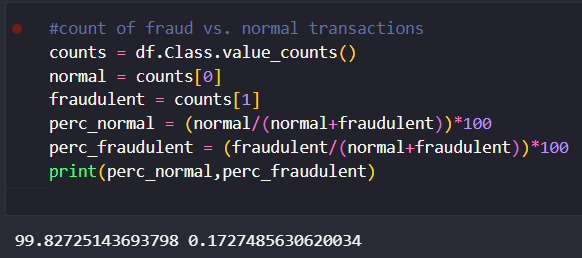 #count of fraud vs. normal transactions
counts = df.Class.value_counts()
normal = counts[0]
fraudulent = counts[1]
perc_normal = (normal/(normal+fraudulent))*100
perc_fraudulent = (fraudulent/(normal+fraudulent))*100
print(perc_normal,perc_fraudulent)
99.82725143693798 0.1727485630620034